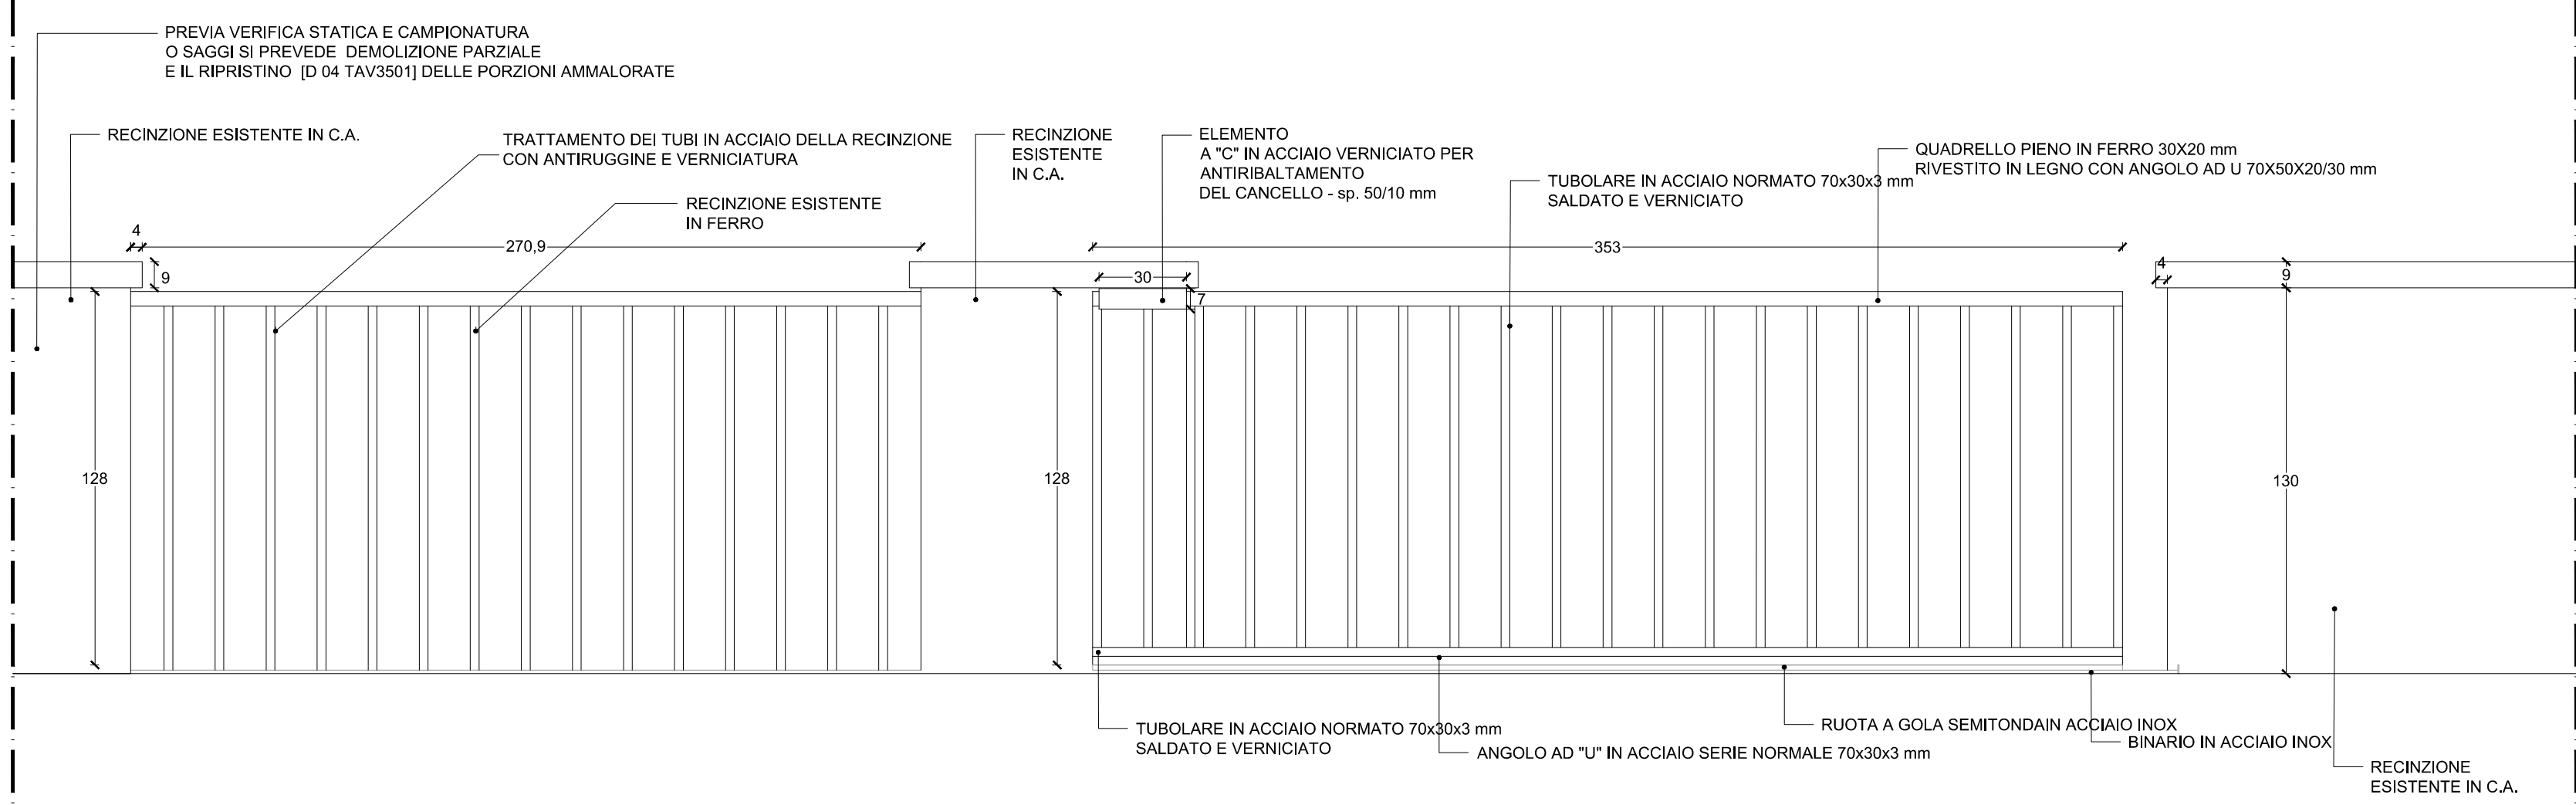 PREVIA VERIFICA STATICA E CAMPIONATURA
O SAGGI SI PREVEDE DEMOLIZIONE PARZIALE
E IL RIPRISTINO [D 04 TAV3501] DELLE PORZIONI AMMALORATE
RECINZIONE ESISTENTE IN C.A.
TRATTAMENTO DEI TUBI IN ACCIAIO DELLA RECINZIONE
CON ANTIRUGGINE E VERNICIATURA
RECINZIONE ESISTENTE
IN FERRO
RECINZIONE
ESISTENTE
IN C.A.
ELEMENTO
A "C" IN ACCIAIO VERNICIATO PER
ANTIRIBALTAMENTO
DEL CANCELLO - sp. 50/10 mm
TUBOLARE IN ACCIAIO NORMATO 70x30x3 mm
SALDATO E VERNICIATO
QUADRELLO PIENO IN FERRO 30X20 mm
RIVESTITO IN LEGNO CON ANGOLO AD U 70X50X20/30 mm
4
270,9
353
9
30
7
4
9
128
128
130
TUBOLARE IN ACCIAIO NORMATO 70x30x3 mm
SALDATO E VERNICIATO
ANGOLO AD "U" IN ACCIAIO SERIE NORMALE 70x30x3 mm
RUOTA A GOLA SEMITONDAIN ACCIAIO INOX
BINARIO IN ACCIAIO INOX
RECINZIONE
ESISTENTE IN C.A.